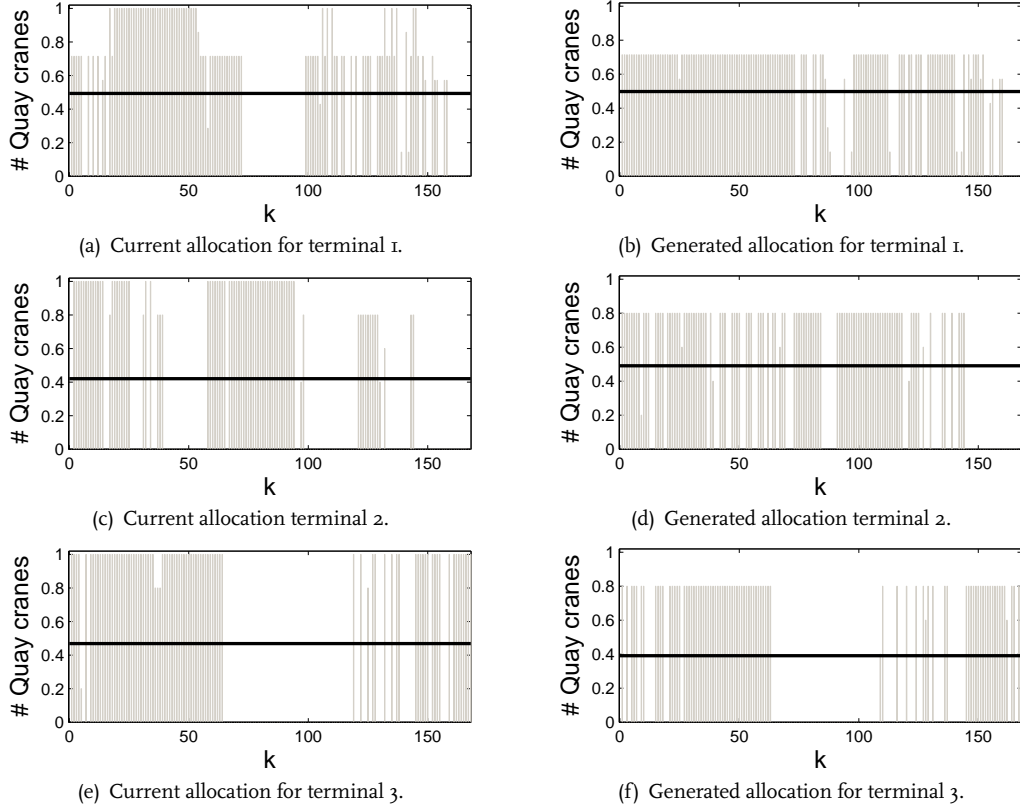 1
0.8
0.6
0.4
0.2
0
# Quay cranes
0 50 100 150
k
(a) Current allocation for terminal 1.
1
0.8
0.6
0.4
0.2
0
# Quay cranes
0 50 100 150
k
(b) Generated allocation for terminal 1.
1
0.8
0.6
0.4
0.2
0
# Quay cranes
0 50 100 150
k
(c) Current allocation terminal 2.
1
0.8
0.6
0.4
0.2
0
# Quay cranes
0 50 100 150
k
(d) Generated allocation terminal 2.
1
0.8
0.6
0.4
0.2
0
# Quay cranes
0 50 100 150
k
(e) Current allocation for terminal 3.
1
0.8
0.6
0.4
0.2
0
# Quay cranes
0 50 100 150
k
(f) Generated allocation for terminal 3.